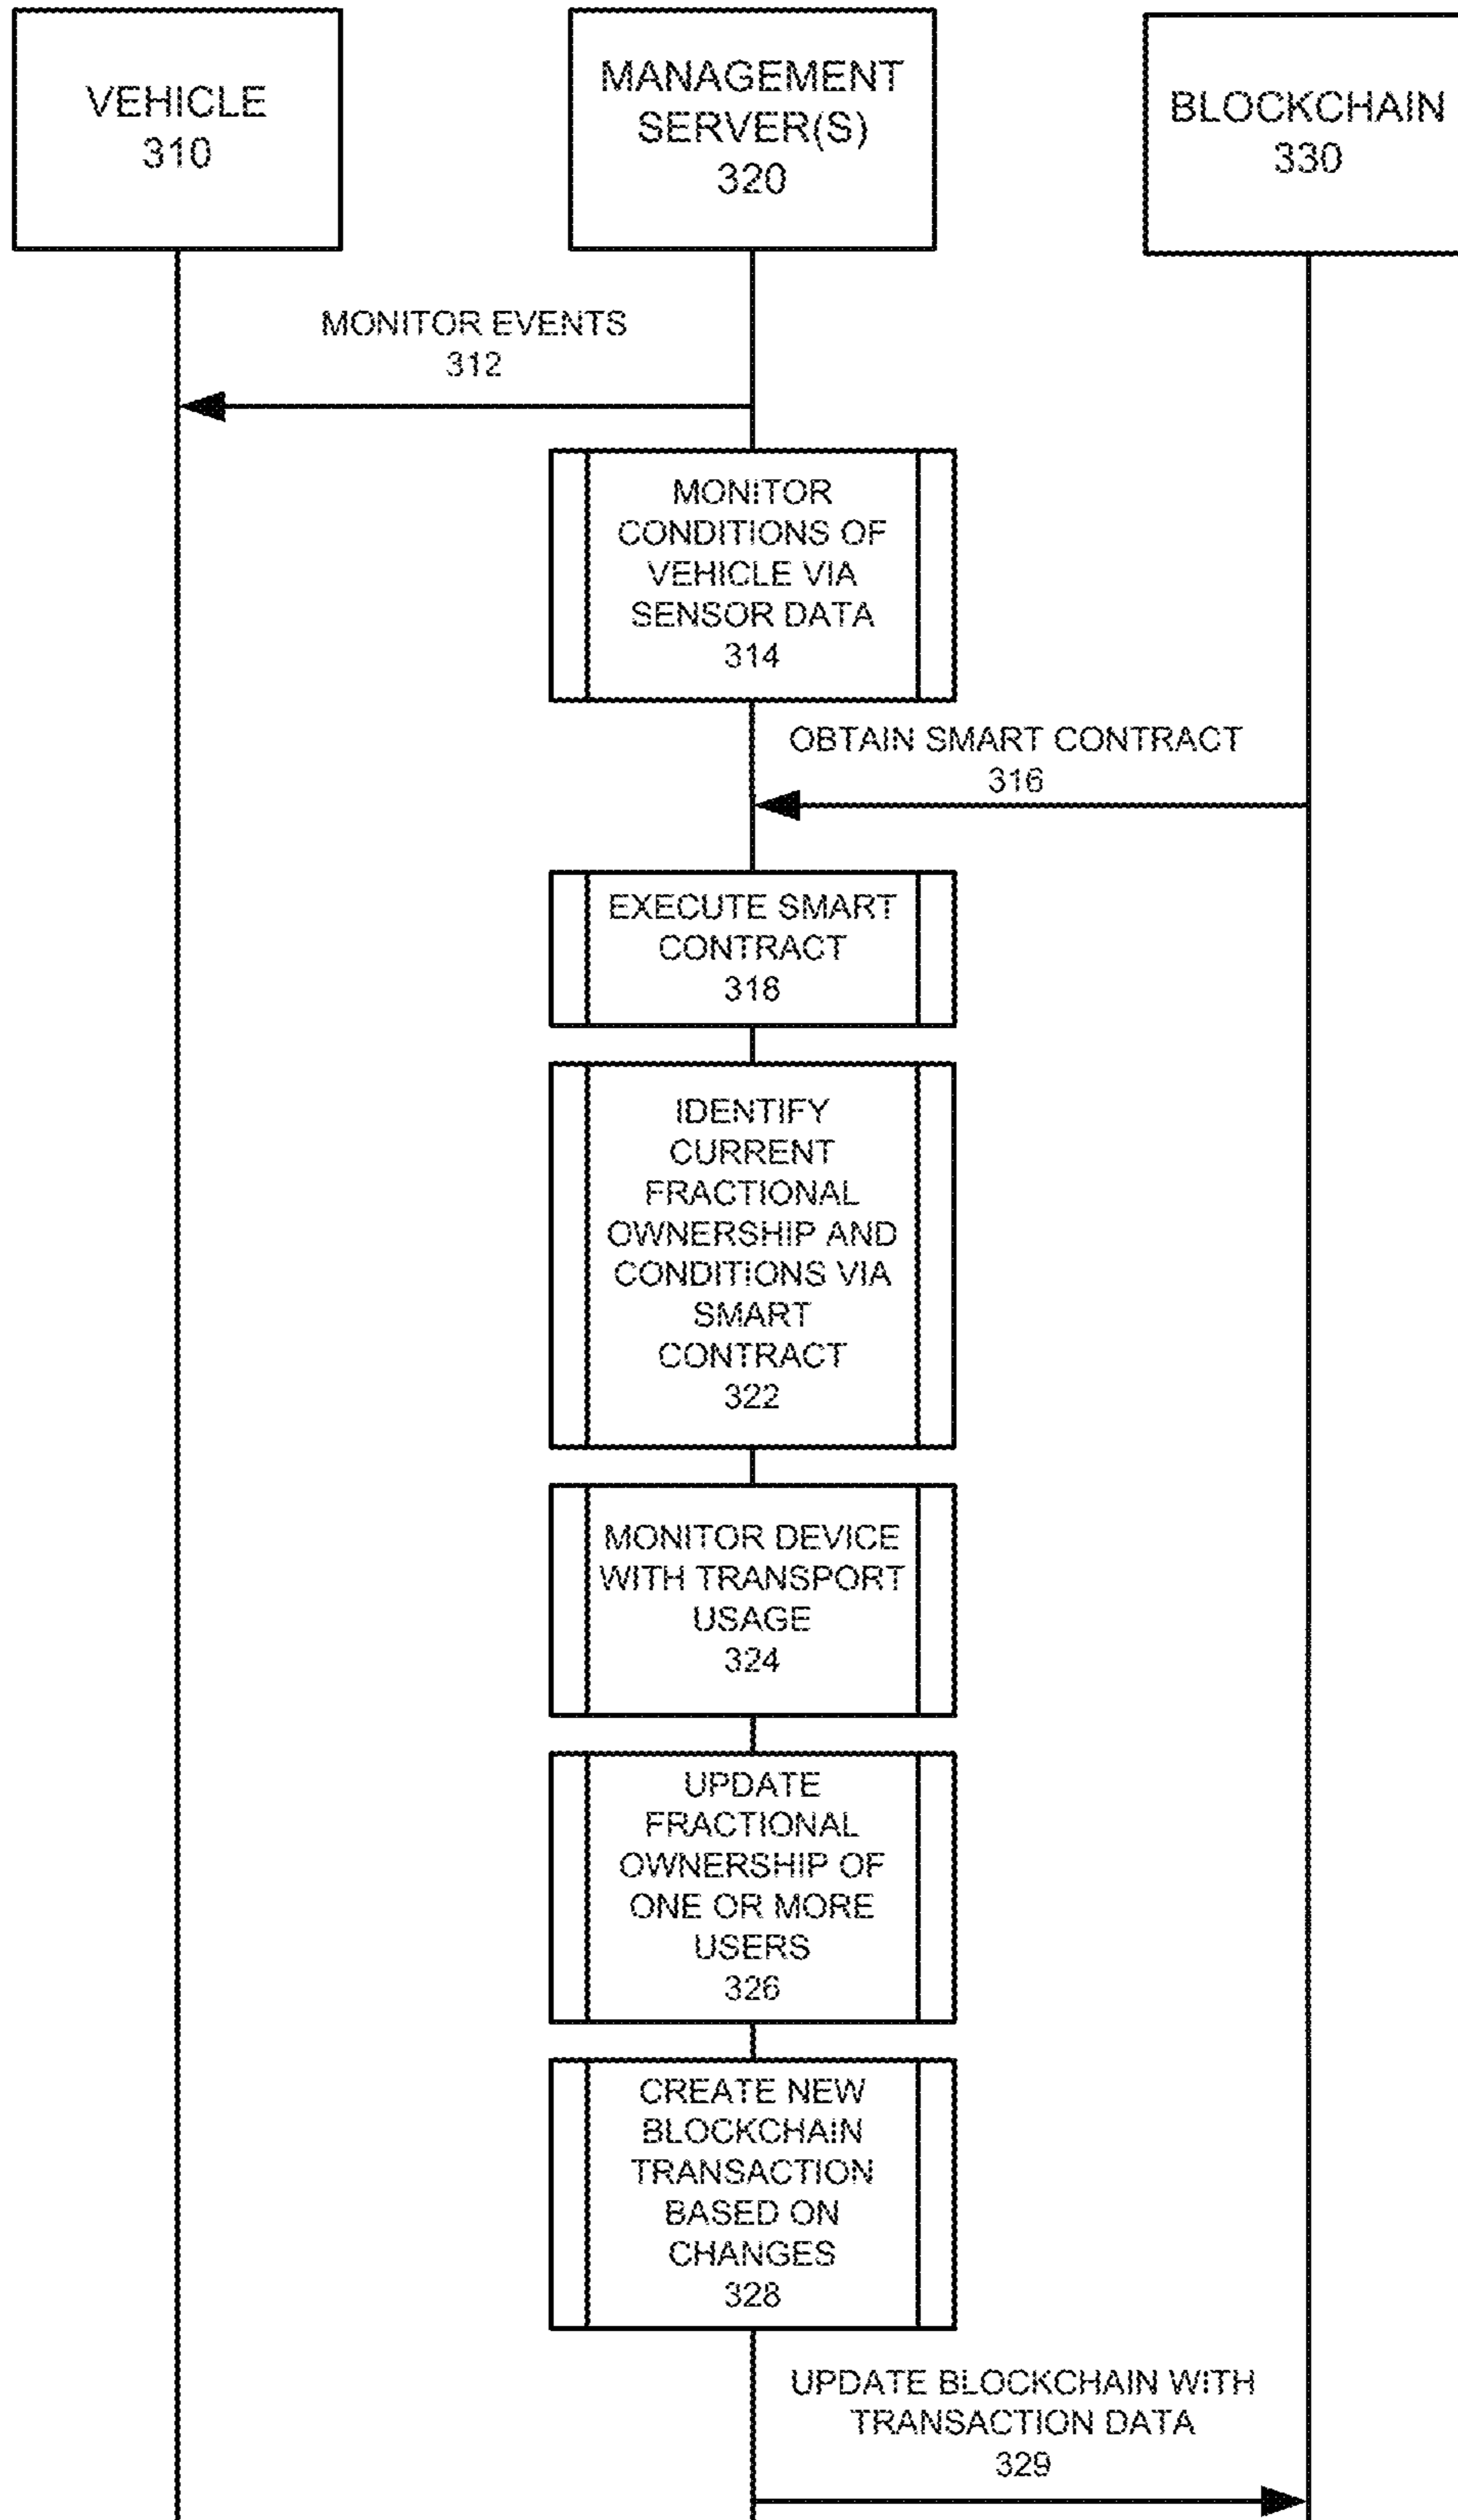 VEHICLE
310
MANAGEMENT
SERVER(S)
320
BLOCKCHAIN
330
MONITOR EVENTS
312
MONITOR
CONDITIONS OF
VEHICLE VIA
SENSOR DATA
314
OBTAIN SMART CONTRACT
316
EXECUTE SMART
CONTRACT
318
IDENTIFY
CURRENT
FRACTIONAL
OWNERSHIP AND
CONDITIONS VIA
SMART
CONTRACT
322
MONITOR DEVICE
WITH TRANSPORT
USAGE
324
UPDATE
FRACTIONAL
OWNERSHIP OF
ONE OR MORE
USERS
326
CREATE NEW
BLOCKCHAIN
TRANSACTION
BASED ON
CHANGES
328
UPDATE BLOCKCHAIN WITH
TRANSACTION DATA
329